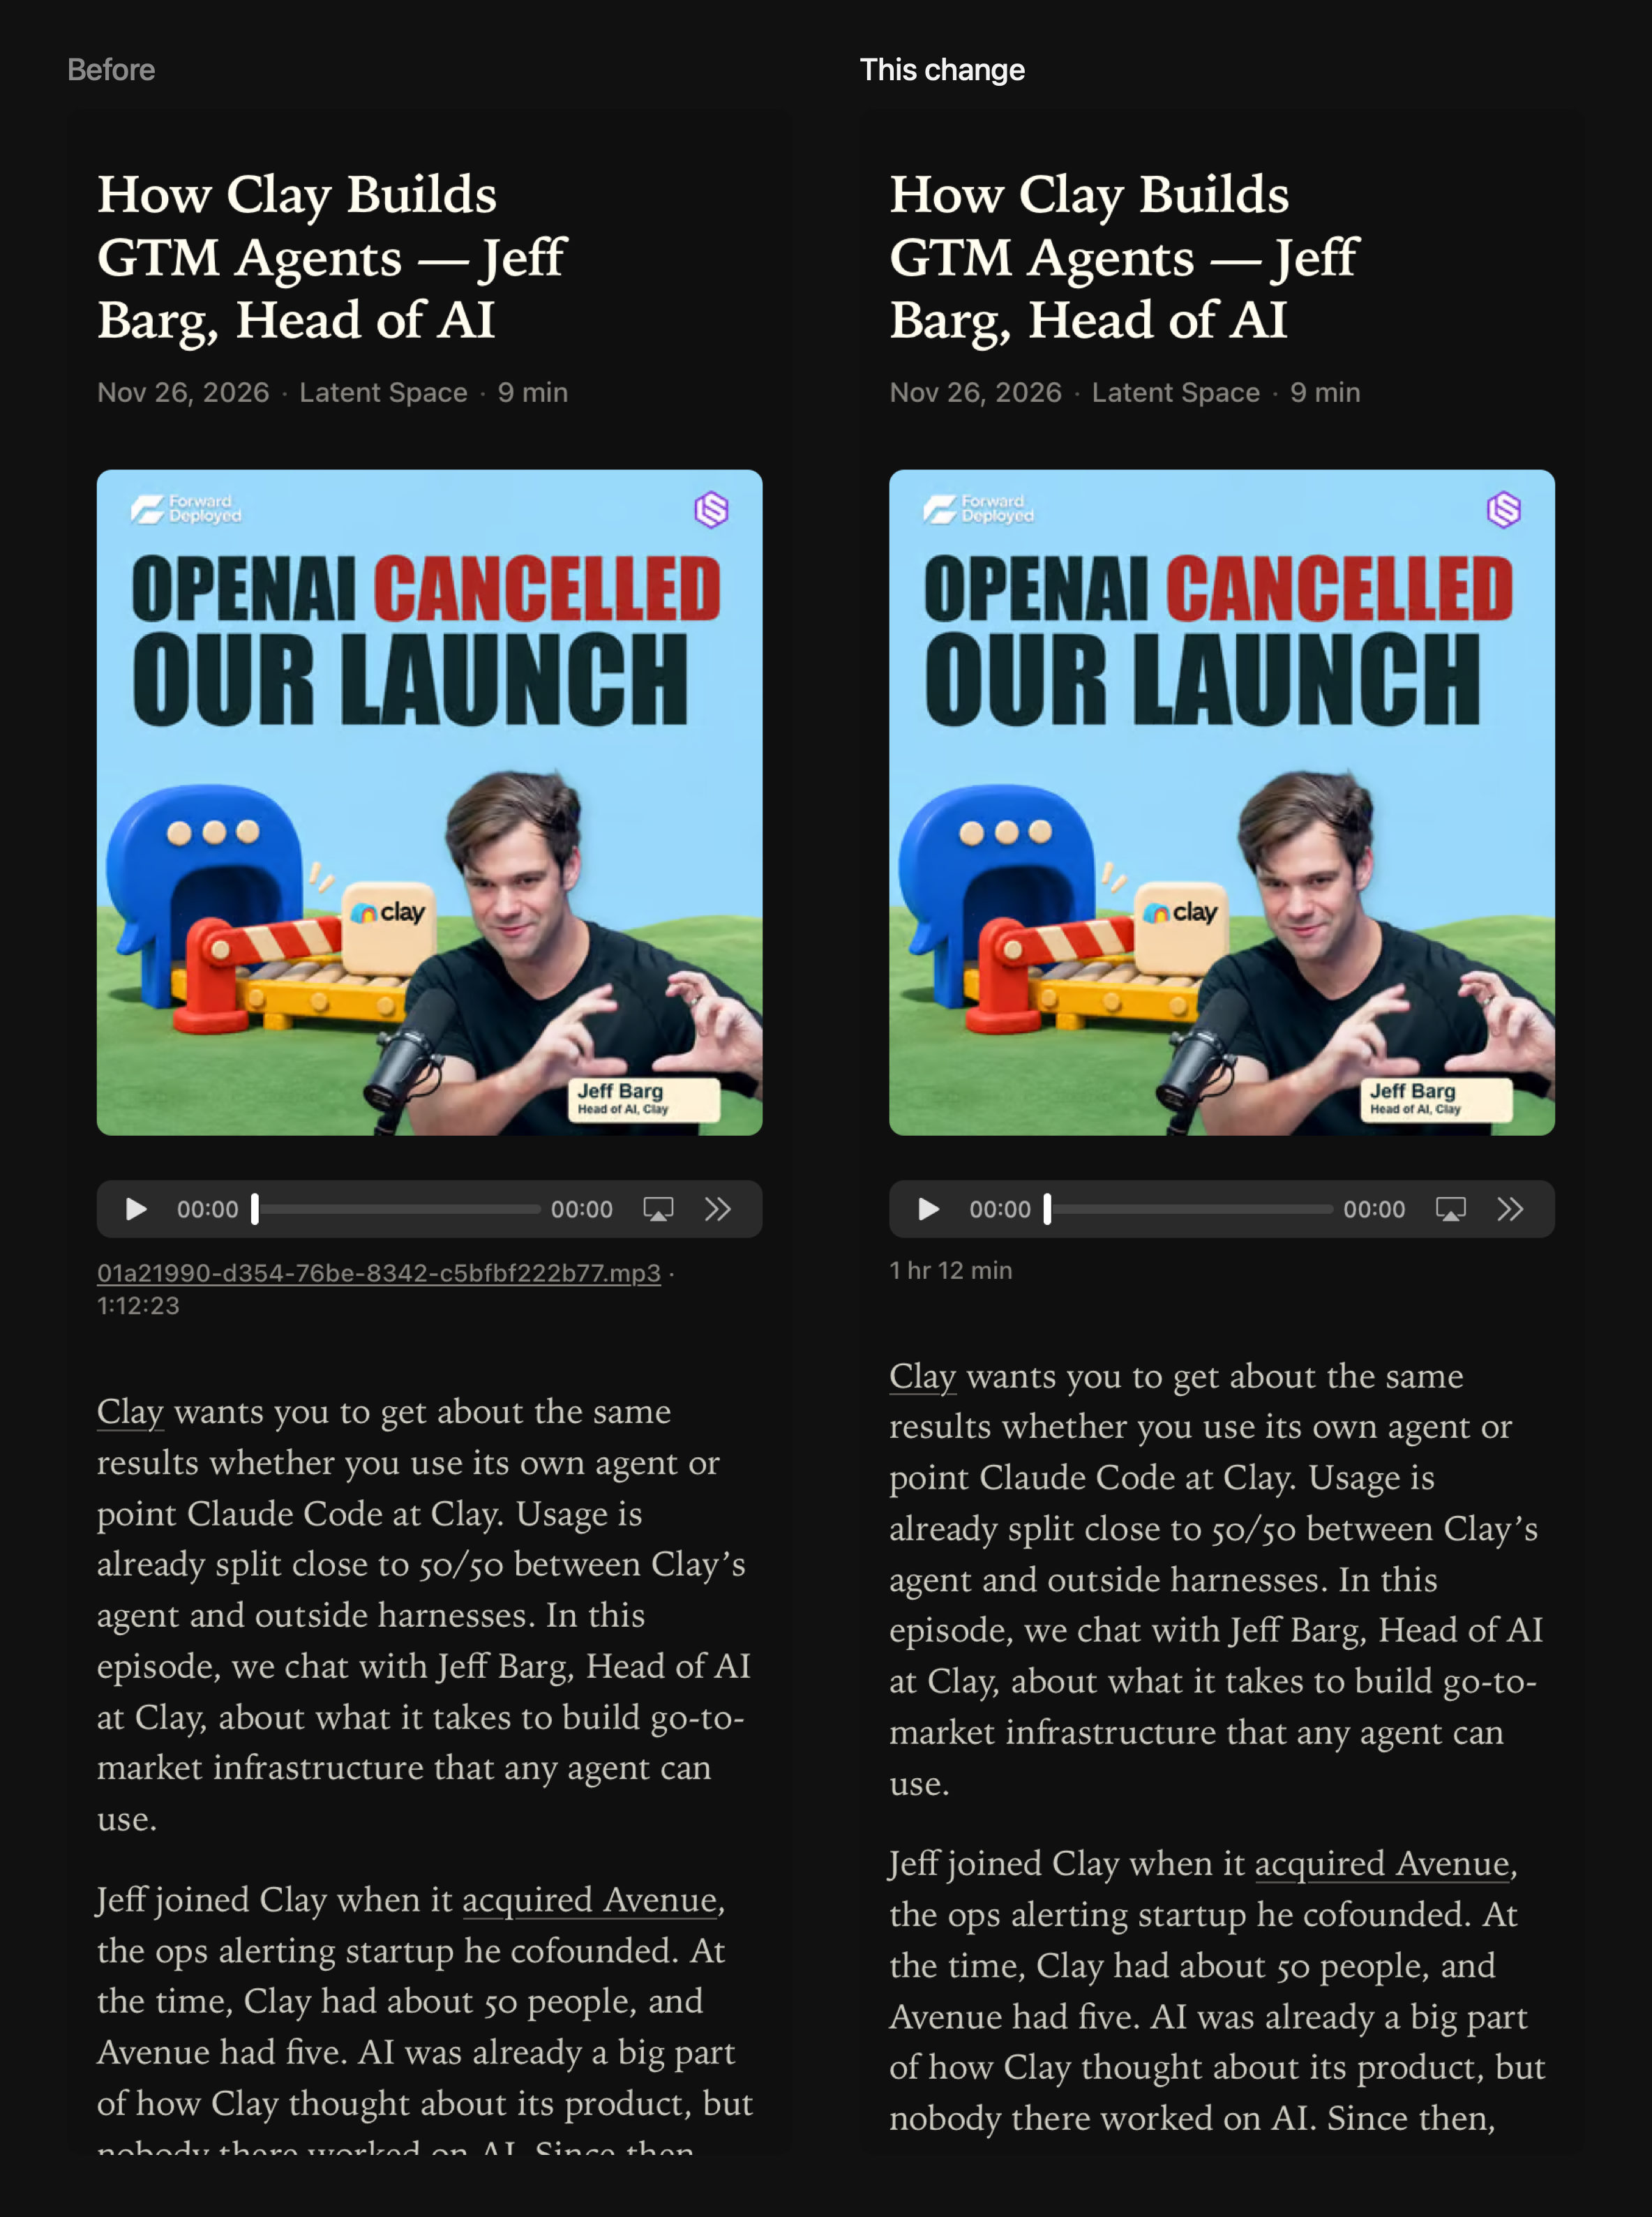 Before
How Clay Builds
GTM Agents — Jeff
Barg, Head of AI
Nov 26, 2026 · Latent Space · 9 min
Forward
Deployed
OPENAI CANCELLED
OUR LAUNCH
clay
Jeff Barg
Head of AI, Clay
00:00 00:00
01a21990-d354-76be-8342-c5bfbf222b77.mp3 ·
1:12:23
Clay wants you to get about the same
results whether you use its own agent or
point Claude Code at Clay. Usage is
already split close to 50/50 between Clay’s
agent and outside harnesses. In this
episode, we chat with Jeff Barg, Head of AI
at Clay, about what it takes to build go-to-
market infrastructure that any agent can
use.
Jeff joined Clay when it acquired Avenue,
the ops alerting startup he cofounded. At
the time, Clay had about 50 people, and
Avenue had five. AI was already a big part
of how Clay thought about its product, but
nobody there worked on AI. Since then,
This change
How Clay Builds
GTM Agents — Jeff
Barg, Head of AI
Nov 26, 2026 · Latent Space · 9 min
Forward
Deployed
OPENAI CANCELLED
OUR LAUNCH
clay
Jeff Barg
Head of AI, Clay
00:00 00:00
1 hr 12 min
Clay wants you to get about the same
results whether you use its own agent or
point Claude Code at Clay. Usage is
already split close to 50/50 between Clay’s
agent and outside harnesses. In this
episode, we chat with Jeff Barg, Head of AI
at Clay, about what it takes to build go-to-
market infrastructure that any agent can
use.
Jeff joined Clay when it acquired Avenue,
the ops alerting startup he cofounded. At
the time, Clay had about 50 people, and
Avenue had five. AI was already a big part
of how Clay thought about its product, but
nobody there worked on AI. Since then,